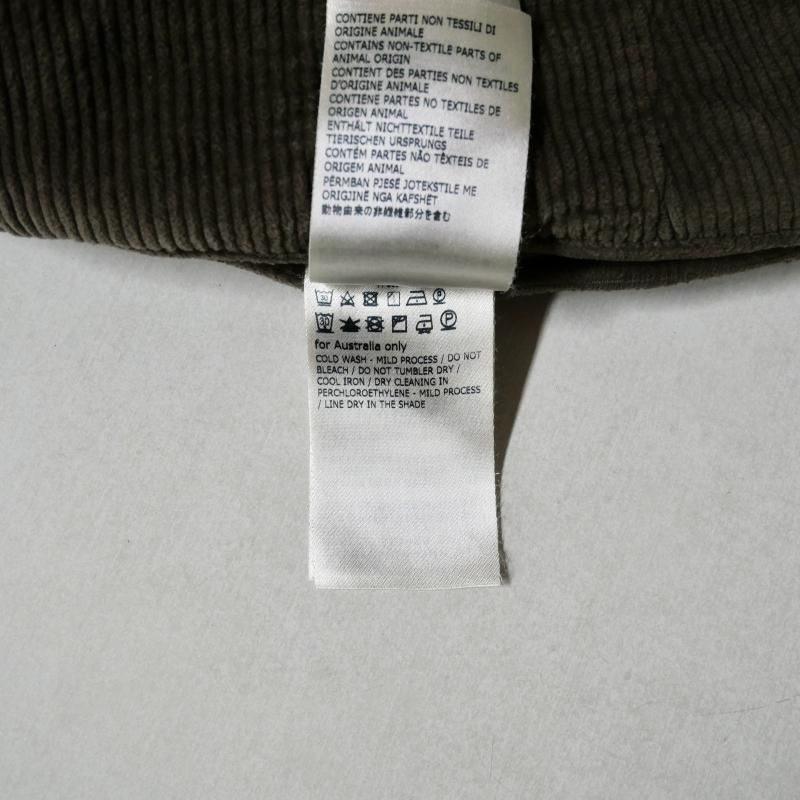 CONTIENE PARTI NON TESSILI DI
ORIGINE ANIMALE
CONTAINS NON-TEXTILE PARTS OF
ANIMAL ORIGIN
CONTIENT DES PARTIES NON TEXTILES
D'ORIGINE ANIMALE
CONTIENE PARTES NO TEXTILES DE
ORIGEN ANIMAL
ENTHÄLT NICHTTEXTILE TEILE
TIERISCHEN URSPRUNGS
CONTÉM PARTES NÃO TÊXTEIS DE
ORIGEM ANIMAL
PËRMBAN PJESË JOTEKSTILE ME
ORIGJINË NGA KAFSHËT
動物由来の非繊維部分を含む
30
30 P
for Australia only
COLD WASH - MILD PROCESS / DO NOT
BLEACH / DO NOT TUMBLER DRY /
COOL IRON / DRY CLEANING IN
PERCHLOROETHYLENE - MILD PROCESS
/ LINE DRY IN THE SHADE